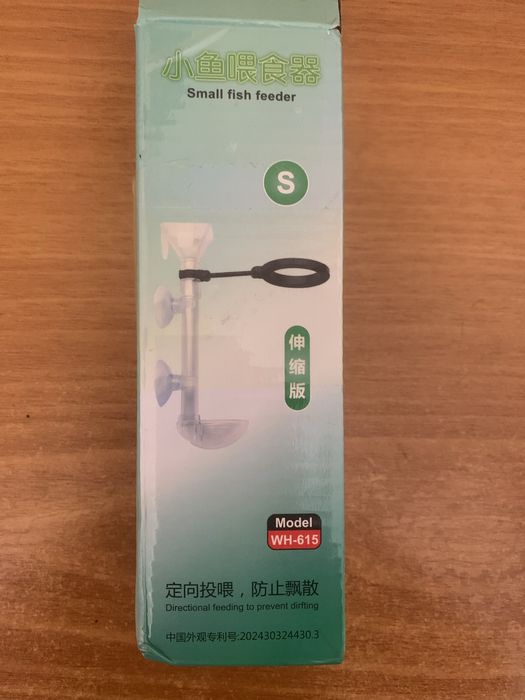 小鱼喂食器
Small fish feeder
S
伸缩版
Model
WH-615
定向投喂，防止飘散
Directional feeding to prevent dirfting
中国外观专利号:202430324430.3